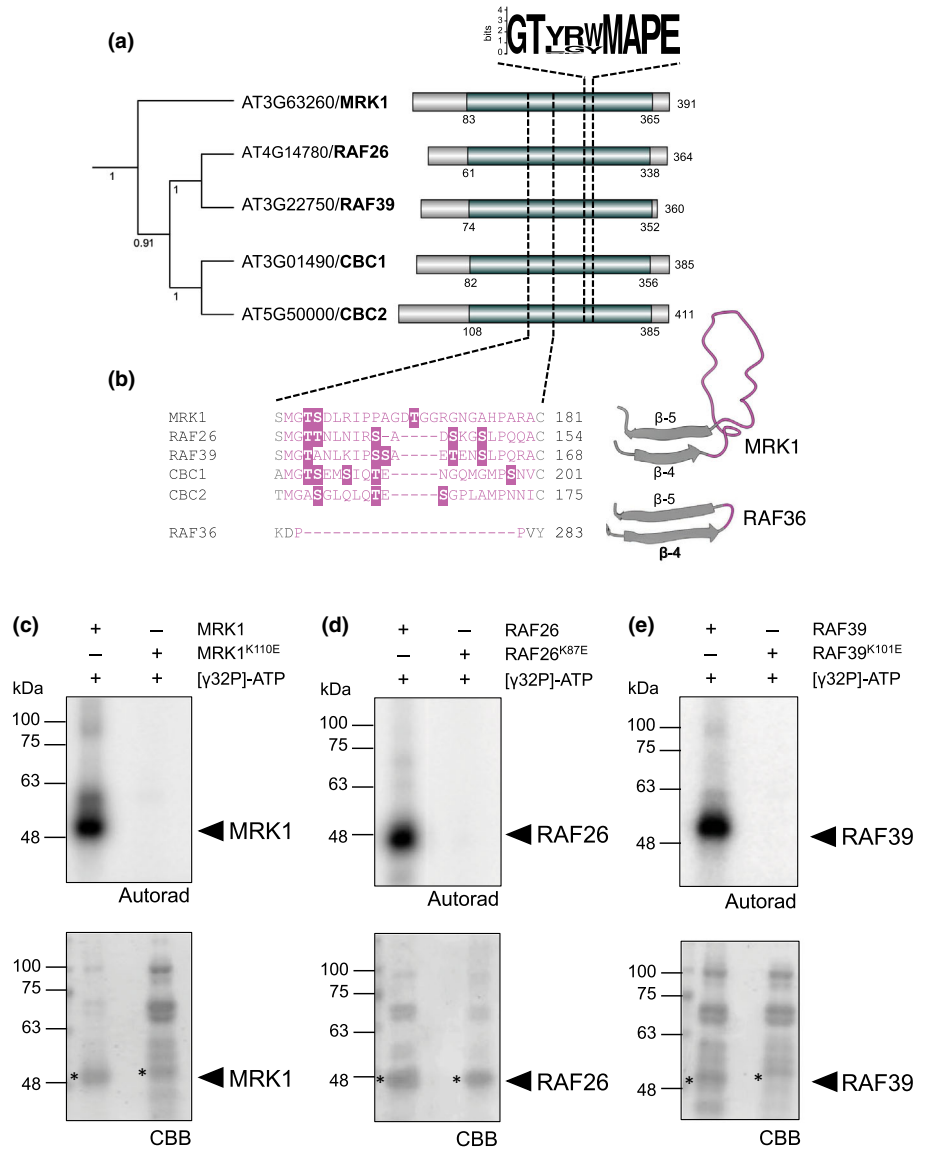 (a)
bits
4
3
2
1
0
GTYRWMAPE
LGY
AT3G63260/MRK1
83
365
391
AT4G14780/RAF26
61
338
364
1
1
AT3G22750/RAF39
74
352
360
0.91
AT3G01490/CBC1
82
356
385
1
AT5G50000/CBC2
108
385
411
(b)
MRK1 SMGTSDLRIPPAGDTGGRGNGAHPARAC 181
RAF26 SMGTTNLNIRS-A----DSKGSLPQQAC 154
RAF39 SMGTANLKIPSSA----ETENSLPQRAC 168
CBC1 AMGTSEMSIQTE-----NGQMGMPSNVC 201
CBC2 TMGASGLQLQTE-----SGPLAMPNNIC 175
RAF36 KDP----------------------PVY 283
β-5
β-4
MRK1
β-5
β-4
RAF36
(c)
+ – MRK1
– + MRK1K110E
+ + [γ32P]-ATP
kDa
100
75
63
48
MRK1
Autorad
100
75
63
48
* *
MRK1
CBB
(d)
+ – RAF26
– + RAF26K87E
+ + [γ32P]-ATP
kDa
100
75
63
48
RAF26
Autorad
100
75
63
48
* *
RAF26
CBB
(e)
+ – RAF39
– + RAF39K101E
+ + [γ32P]-ATP
kDa
100
75
63
48
RAF39
Autorad
100
75
63
48
* *
RAF39
CBB